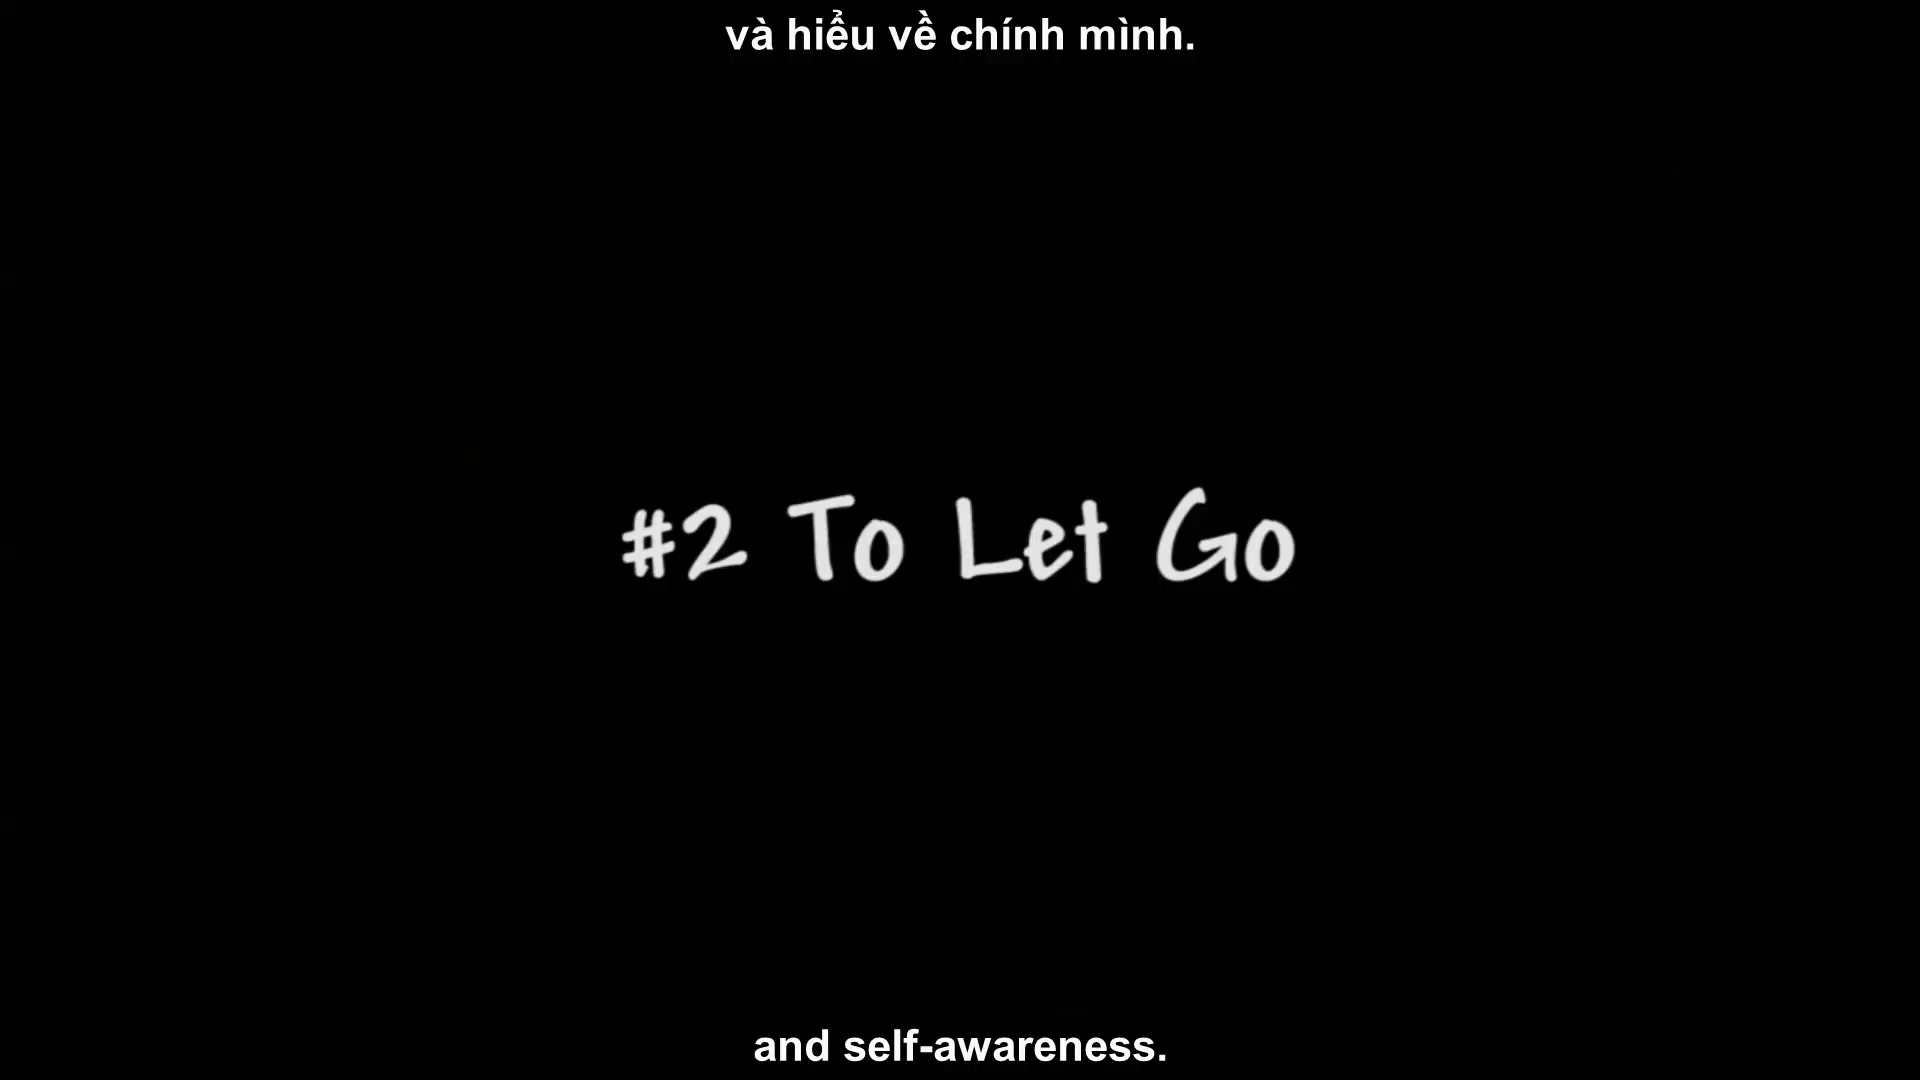 và hiểu về chính mình.
#2 To Let Go
and self-awareness.